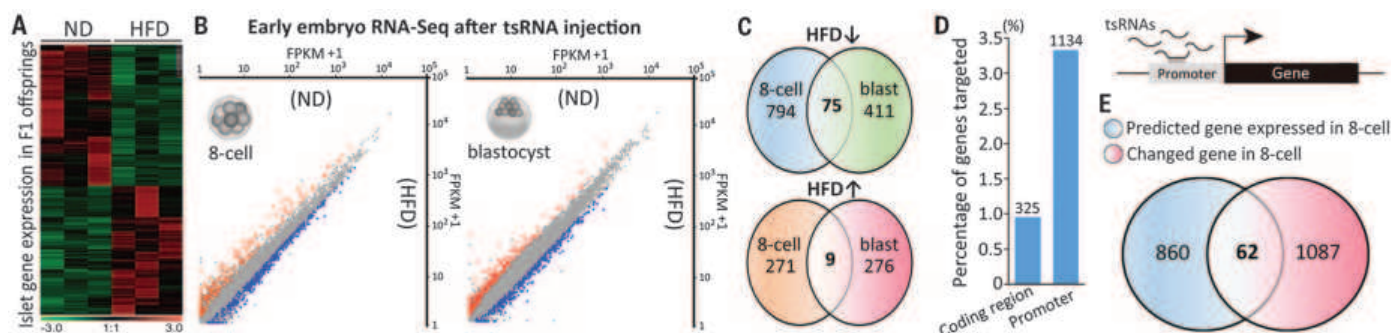 A
ND HFD
Islet gene expression in F1 offsprings
-3.0 1:1 3.0
B
Early embryo RNA-Seq after tsRNA injection
FPKM +1
1 10 10² 10³ 10⁴ 10⁵
(ND)
8-cell
10⁵
10⁴
10³
10²
10
1
FPKM +1
(HFD)
FPKM +1
1 10 10² 10³ 10⁴ 10⁵
(ND)
blastocyst
10⁵
10⁴
10³
10²
10
1
FPKM +1
(HFD)
C
HFD↓
8-cell
794
75
blast
411
HFD↑
8-cell
271
9
blast
276
D
(%)
Percentage of genes targeted
3.5
3.0
2.5
2.0
1.5
1.0
0.5
0.0
325
1134
Coding region
Promoter
tsRNAs
Promoter
Gene
E
Predicted gene expressed in 8-cell
Changed gene in 8-cell
860
62
1087